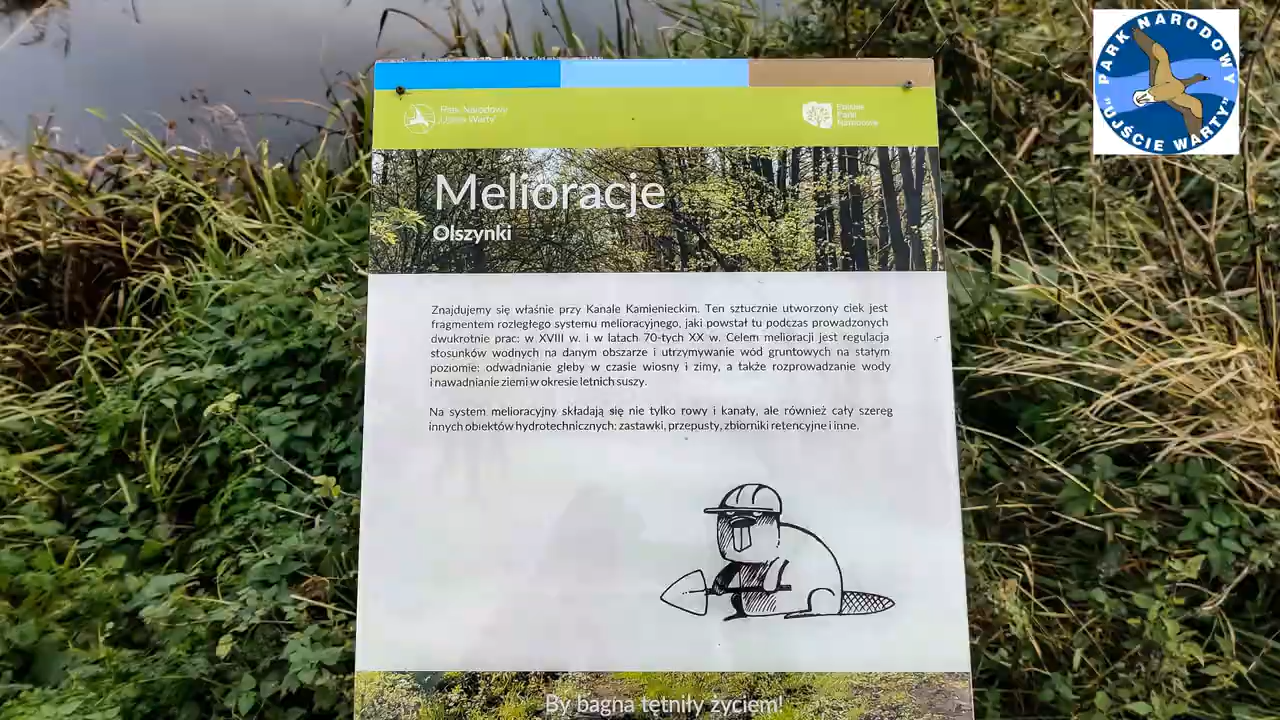 PARK NARODOWY
"UJŚCIE WARTY"
Park Narodowy
„Ujście Warty”
Polskie
Parki
Narodowe
Melioracje
Olszynki
Znajdujemy się właśnie przy Kanale Kamienieckim. Ten sztucznie utworzony ciek jest
fragmentem rozległego systemu melioracyjnego, jaki powstał tu podczas prowadzonych
dwukrotnie prac: w XVIII w. i w latach 70-tych XX w. Celem melioracji jest regulacja
stosunków wodnych na danym obszarze i utrzymywanie wód gruntowych na stałym
poziomie: odwadnianie gleby w czasie wiosny i zimy, a także rozprowadzanie wody
i nawadnianie ziemi w okresie letnich suszy.
Na system melioracyjny składają się nie tylko rowy i kanały, ale również cały szereg
innych obiektów hydrotechnicznych: zastawki, przepusty, zbiorniki retencyjne i inne.
By bagna tętniły życiem!